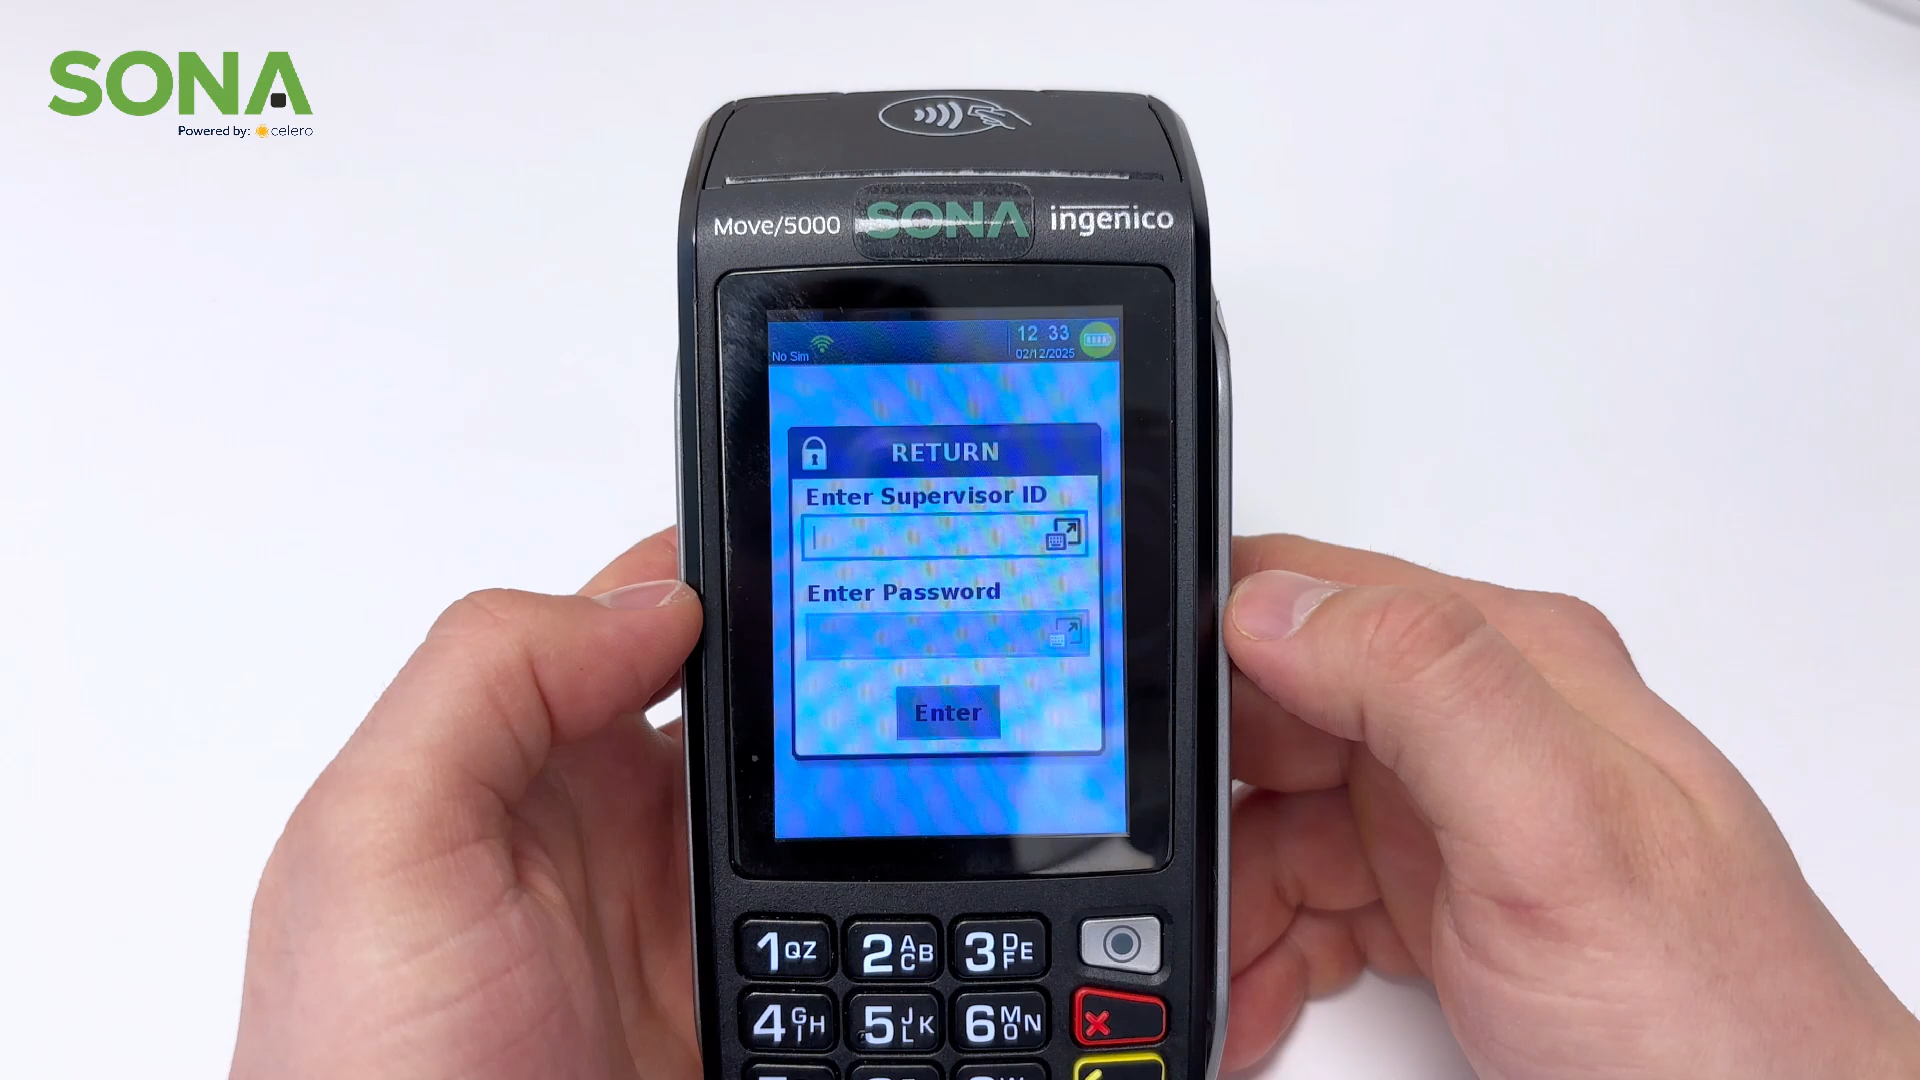 SONA
Powered by: celero
Move/5000 SONA ingenico
No Sim 12 33
02/12/2025
RETURN
Enter Supervisor ID
Enter Password
Enter
1 QZ 2 ABC 3 DEF
4 GHI 5 JKL 6 MNO